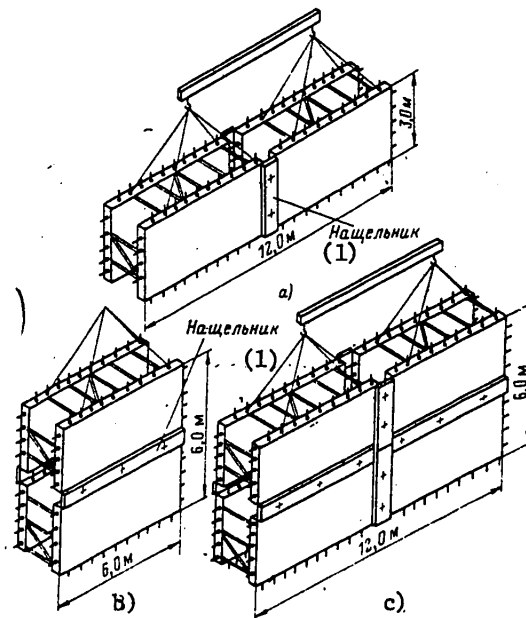 3,0 м
Нащельник
(1)
12,0 м
а)
Нащельник
(1)
6,0 м
6,0 м
6,0 м
12,0 м
B)
c)